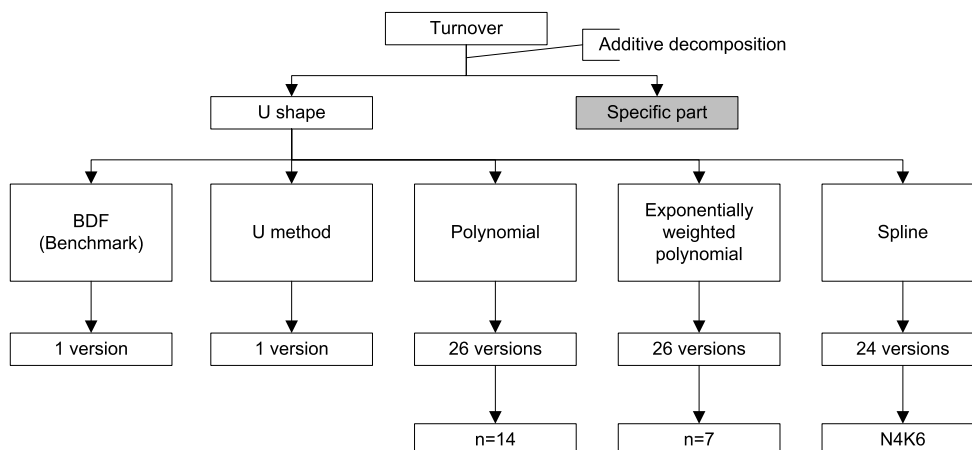 Turnover
Additive decomposition
U shape
Specific part
BDF
(Benchmark)
U method
Polynomial
Exponentially
weighted
polynomial
Spline
1 version
1 version
26 versions
26 versions
24 versions
n=14
n=7
N4K6